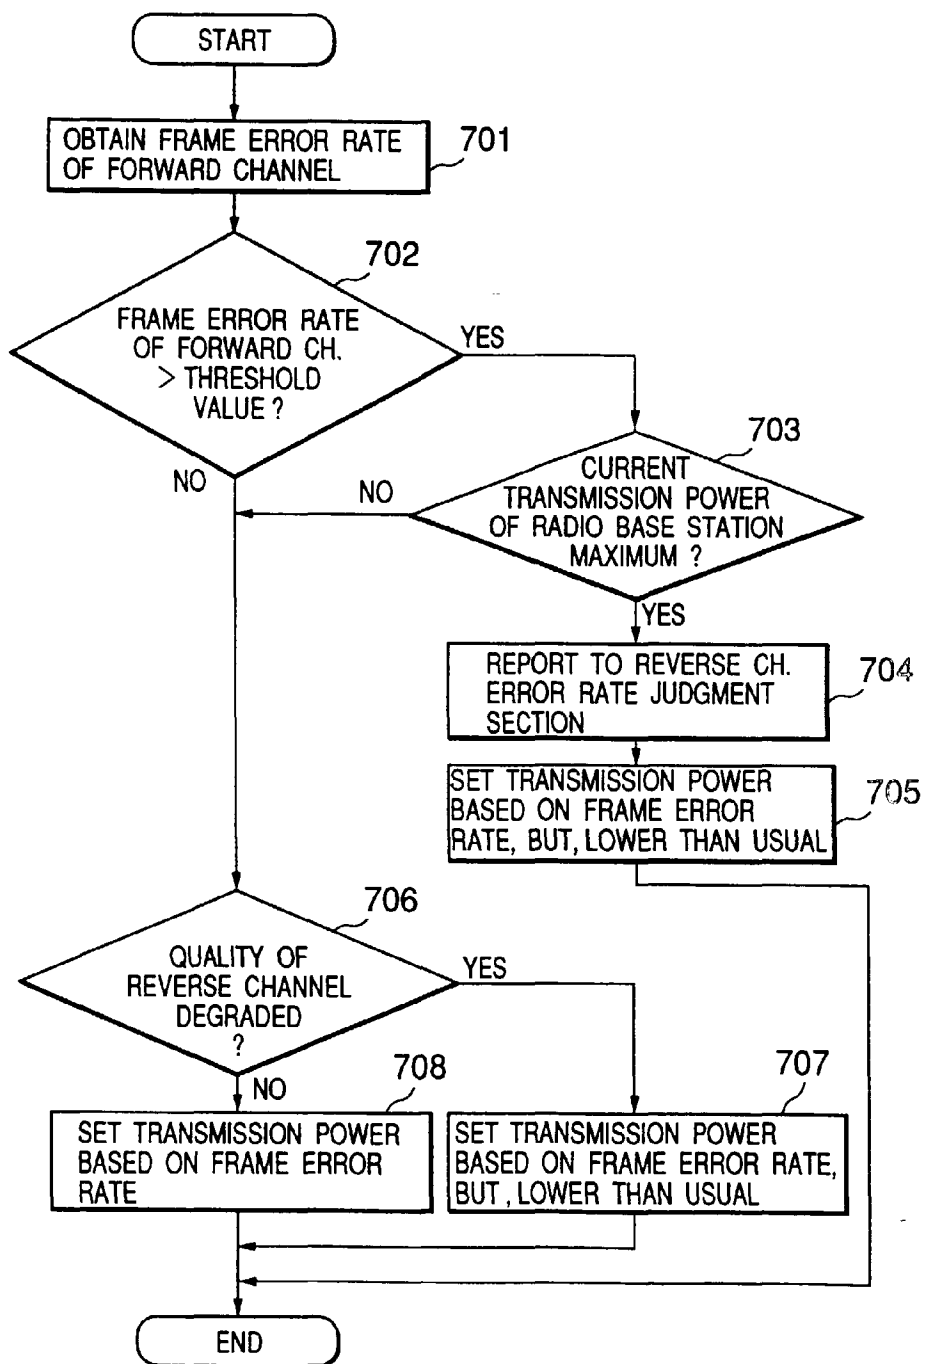 START
OBTAIN FRAME ERROR RATE
OF FORWARD CHANNEL
701
702
FRAME ERROR RATE
OF FORWARD CH.
> THRESHOLD
VALUE ?
YES
NO
703
CURRENT
TRANSMISSION POWER
OF RADIO BASE STATION
MAXIMUM ?
NO
YES
REPORT TO REVERSE CH.
ERROR RATE JUDGMENT
SECTION
704
SET TRANSMISSION POWER
BASED ON FRAME ERROR
RATE, BUT, LOWER THAN USUAL
705
706
QUALITY OF
REVERSE CHANNEL
DEGRADED
?
YES
NO
708
SET TRANSMISSION POWER
BASED ON FRAME ERROR
RATE
707
SET TRANSMISSION POWER
BASED ON FRAME ERROR RATE,
BUT, LOWER THAN USUAL
END